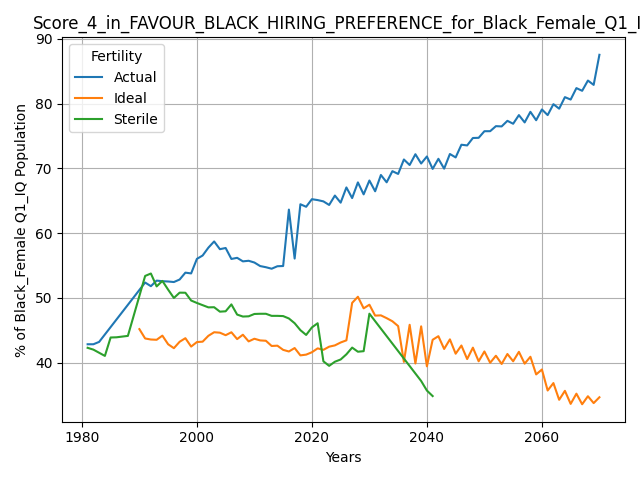 Score_4_in_FAVOUR_BLACK_HIRING_PREFERENCE_for_Black_Female_Q1_I
% of Black_Female Q1_IQ Population
90
80
70
60
50
40
Fertility
Actual
Ideal
Sterile
1980
2000
2020
2040
2060
Years